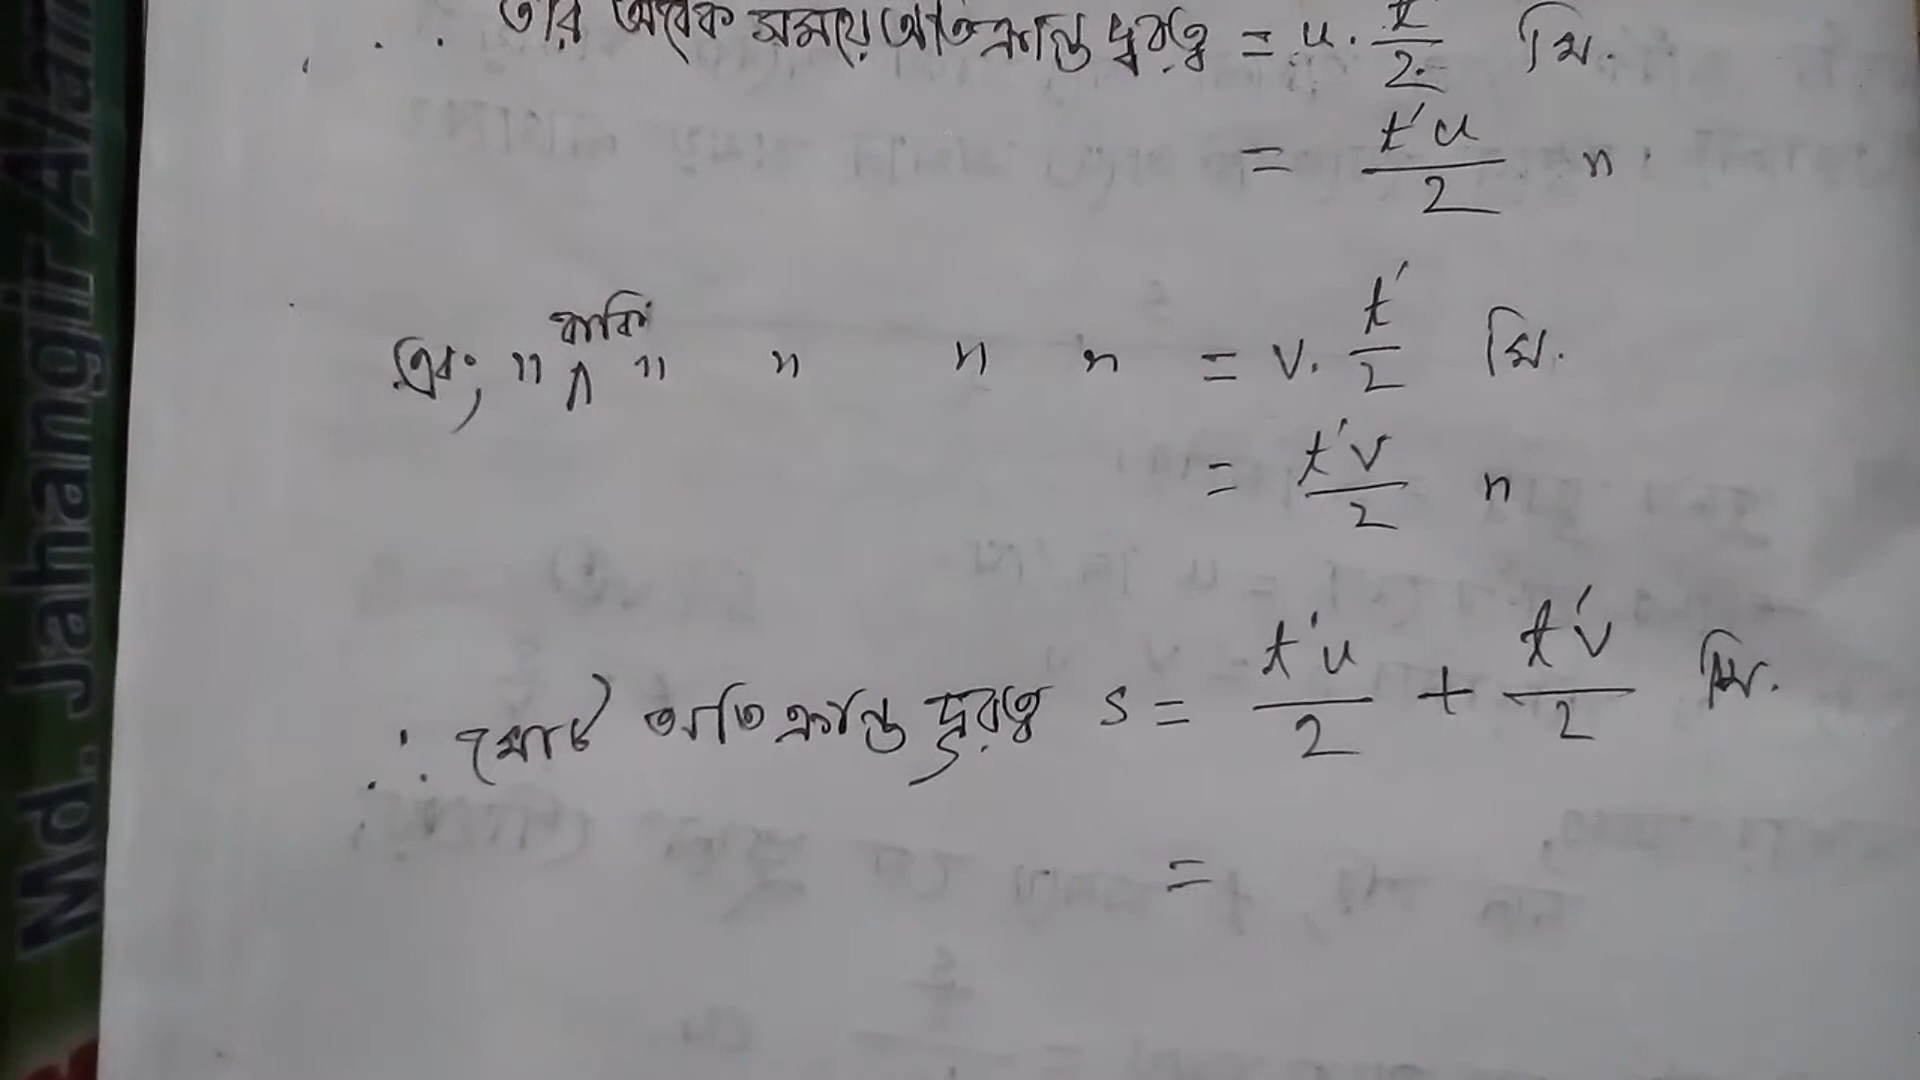 ∴ তার অর্ধেক সময়ে অতিক্রান্ত দূরত্ব = u. t'/2 মি.
= t'u/2 "
এবং, " বাকি " " " " = v. t'/2 মি.
= t'v/2 "
∴ মোট অতিক্রান্ত দূরত্ব s = t'u/2 + t'v/2 মি.
=
Md. Jahangir Alam